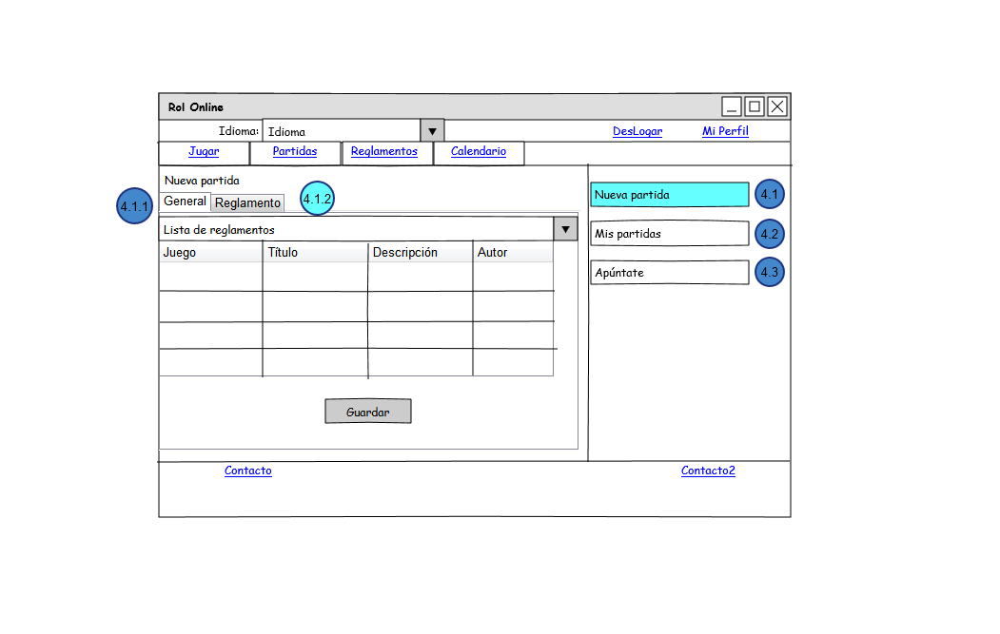 Rol Online
Idioma: Idioma
DesLogar Mi Perfil
Jugar Partidas Reglamentos Calendario
Nueva partida
4.1.1 General Reglamento 4.1.2
Lista de reglamentos
Juego Título Descripción Autor
Guardar
Nueva partida 4.1
Mis partidas 4.2
Apúntate 4.3
Contacto Contacto2